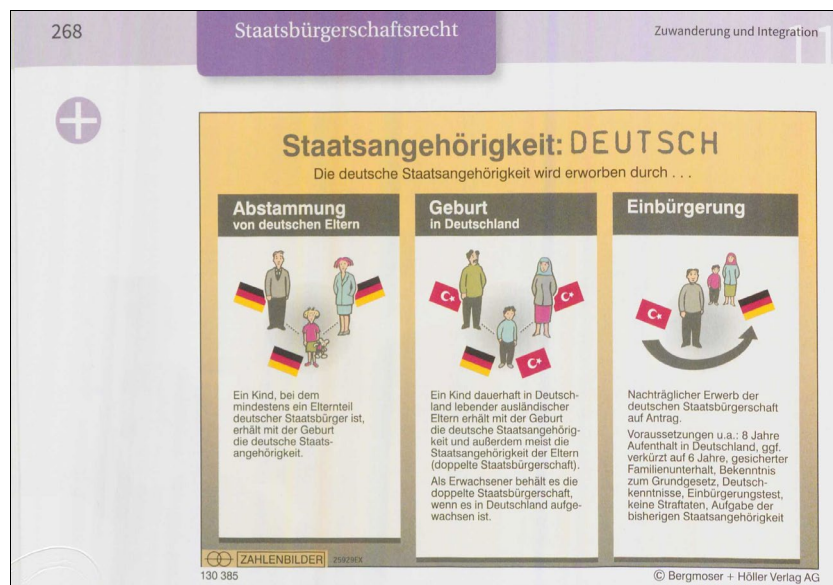 268
Staatsbürgerschaftsrecht
Zuwanderung und Integration
11
Staatsangehörigkeit: DEUTSCH
Die deutsche Staatsangehörigkeit wird erworben durch . . .
Abstammung
von deutschen Eltern
Ein Kind, bei dem
mindestens ein Elternteil
deutscher Staatsbürger ist,
erhält mit der Geburt
die deutsche Staats-
angehörigkeit.
Geburt
in Deutschland
Ein Kind dauerhaft in Deutsch-
land lebender ausländischer
Eltern erhält mit der Geburt
die deutsche Staatsangehörig-
keit und außerdem meist die
Staatsangehörigkeit der Eltern
(doppelte Staatsbürgerschaft).
Als Erwachsener behält es die
doppelte Staatsbürgerschaft,
wenn es in Deutschland aufge-
wachsen ist.
Einbürgerung
Nachträglicher Erwerb der
deutschen Staatsbürgerschaft
auf Antrag.
Voraussetzungen u.a.: 8 Jahre
Aufenthalt in Deutschland, ggf.
verkürzt auf 6 Jahre, gesicherter
Familienunterhalt, Bekenntnis
zum Grundgesetz, Deutsch-
kenntnisse, Einbürgerungstest,
keine Straftaten, Aufgabe der
bisherigen Staatsangehörigkeit
ZAHLENBILDER
130 385
© Bergmoser + Höller Verlag AG